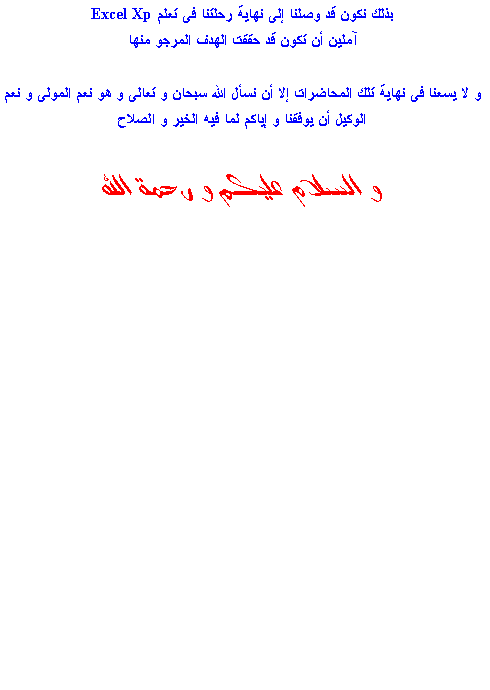 بذلك نكون قد وصلنا إلى نهاية رحلتنا فى تعلم Excel Xp
آملين أن تكون قد حققت الهدف المرجو منها
و لا يسعنا فى نهاية تلك المحاضرات إلا أن نسأل الله سبحان و تعالى و هو نعم المولى و نعم
الوكيل أن يوفقنا و إياكم لما فيه الخير و الصلاح
و السلام عليكم و رحمة الله